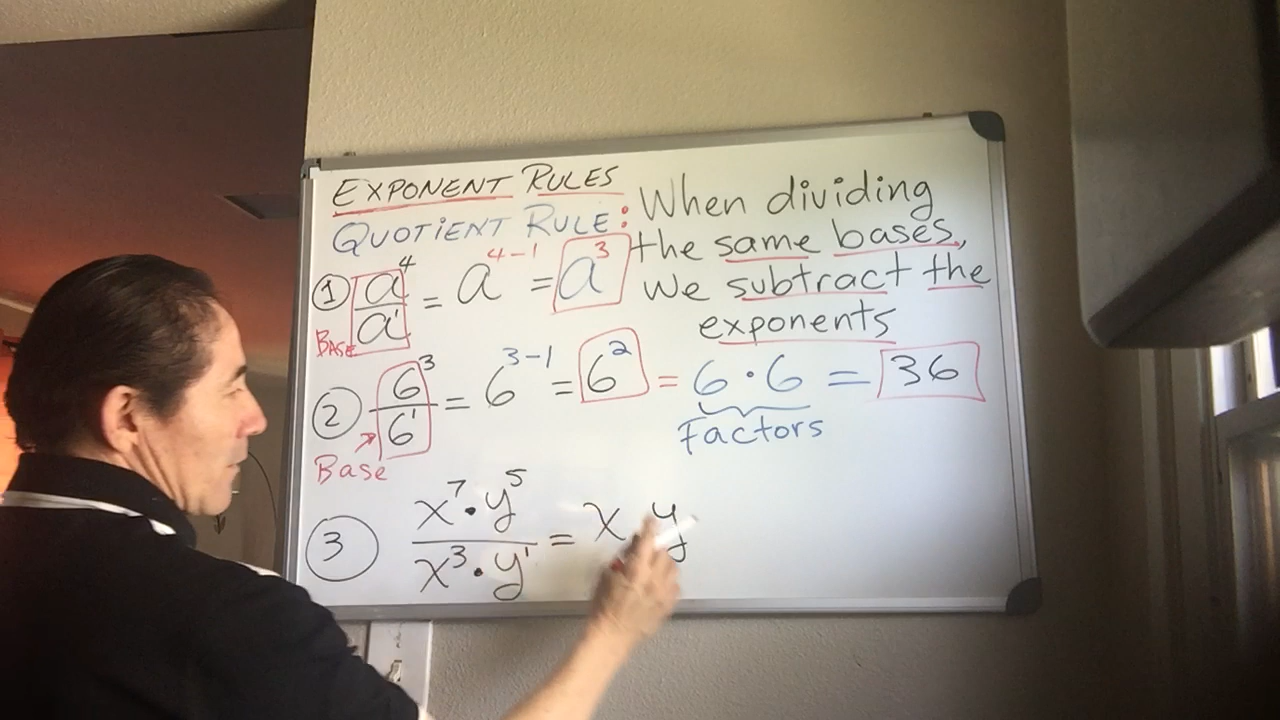 EXPONENT RULES
QUOTIENT RULE: When dividing
the same bases,
we subtract the
exponents
① a⁴/a¹ = a⁴⁻¹ = a³
BASE
② 6³/6¹ = 6³⁻¹ = 6² = 6·6 = 36
Factors
Base
③ x⁷·y⁵/x³·y¹ = x y